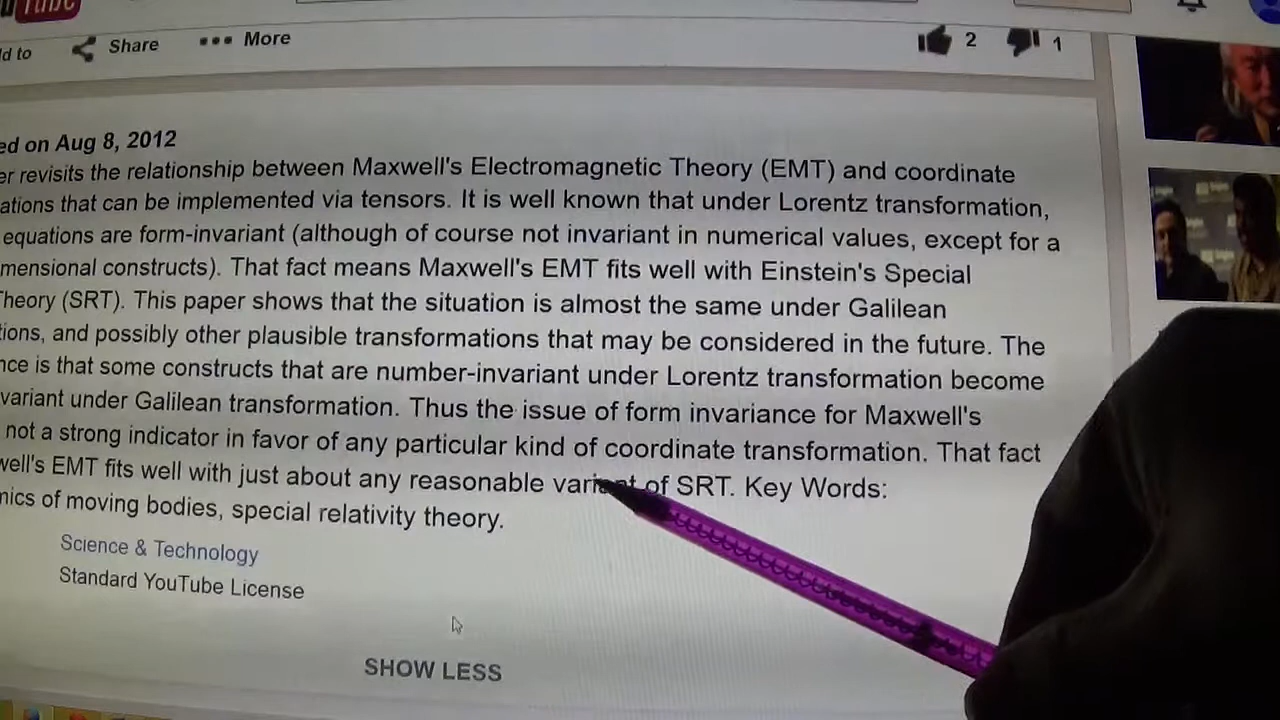 Tube
dd to Share ••• More 2 1
ed on Aug 8, 2012
er revisits the relationship between Maxwell's Electromagnetic Theory (EMT) and coordinate
ations that can be implemented via tensors. It is well known that under Lorentz transformation,
equations are form-invariant (although of course not invariant in numerical values, except for a
mensional constructs). That fact means Maxwell's EMT fits well with Einstein's Special
Theory (SRT). This paper shows that the situation is almost the same under Galilean
tions, and possibly other plausible transformations that may be considered in the future. The
nce is that some constructs that are number-invariant under Lorentz transformation become
variant under Galilean transformation. Thus the issue of form invariance for Maxwell's
not a strong indicator in favor of any particular kind of coordinate transformation. That fact
well's EMT fits well with just about any reasonable variant of SRT. Key Words:
mics of moving bodies, special relativity theory.
Science & Technology
Standard YouTube License
SHOW LESS